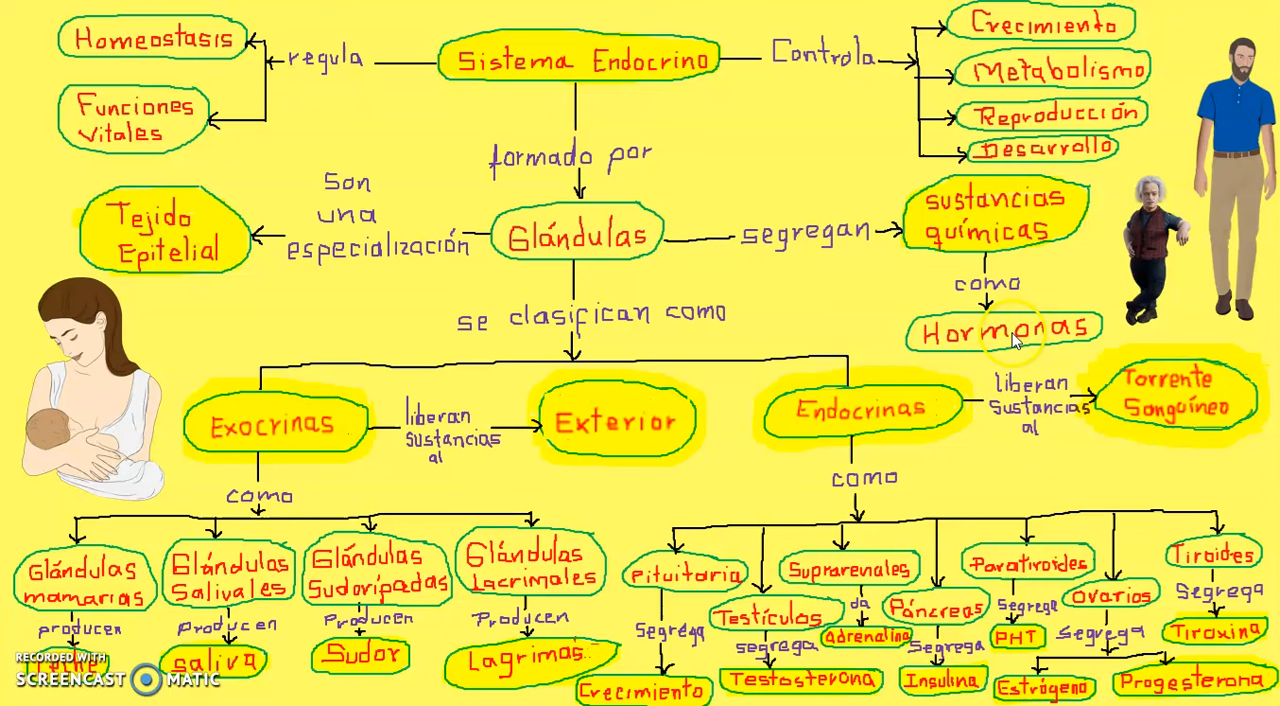 Sistema Endocrino
regula
Homeostasis
Funciones
Vitales
Controla
Crecimiento
Metabolismo
Reproducción
Desarrollo
formado por
Glándulas
son
una
especialización
Tejido
Epitelial
segregan
sustancias
químicas
como
Hormonas
se clasifican como
Exocrinas
liberan
sustancias
al
Exterior
Endocrinas
liberan
sustancias
al
Torrente
Sanguíneo
como
Glándulas
mamarias
producen
Leche
Glándulas
Salivales
Producen
saliva
Glándulas
Sudorípadas
Producen
Sudor
Glándulas
Lacrimales
Producen
Lagrimas
como
Pituitaria
Segrega
Crecimiento
Testículos
segrega
Testosterona
Suprarenales
da
Adrenalina
Páncreas
Segrega
Insulina
Paratiroides
Segrega
PHT
Ovarios
Segrega
Estrógeno
Progesterona
Tiroides
Segrega
Tiroxina
RECORDED WITH
SCREENCAST MATIC